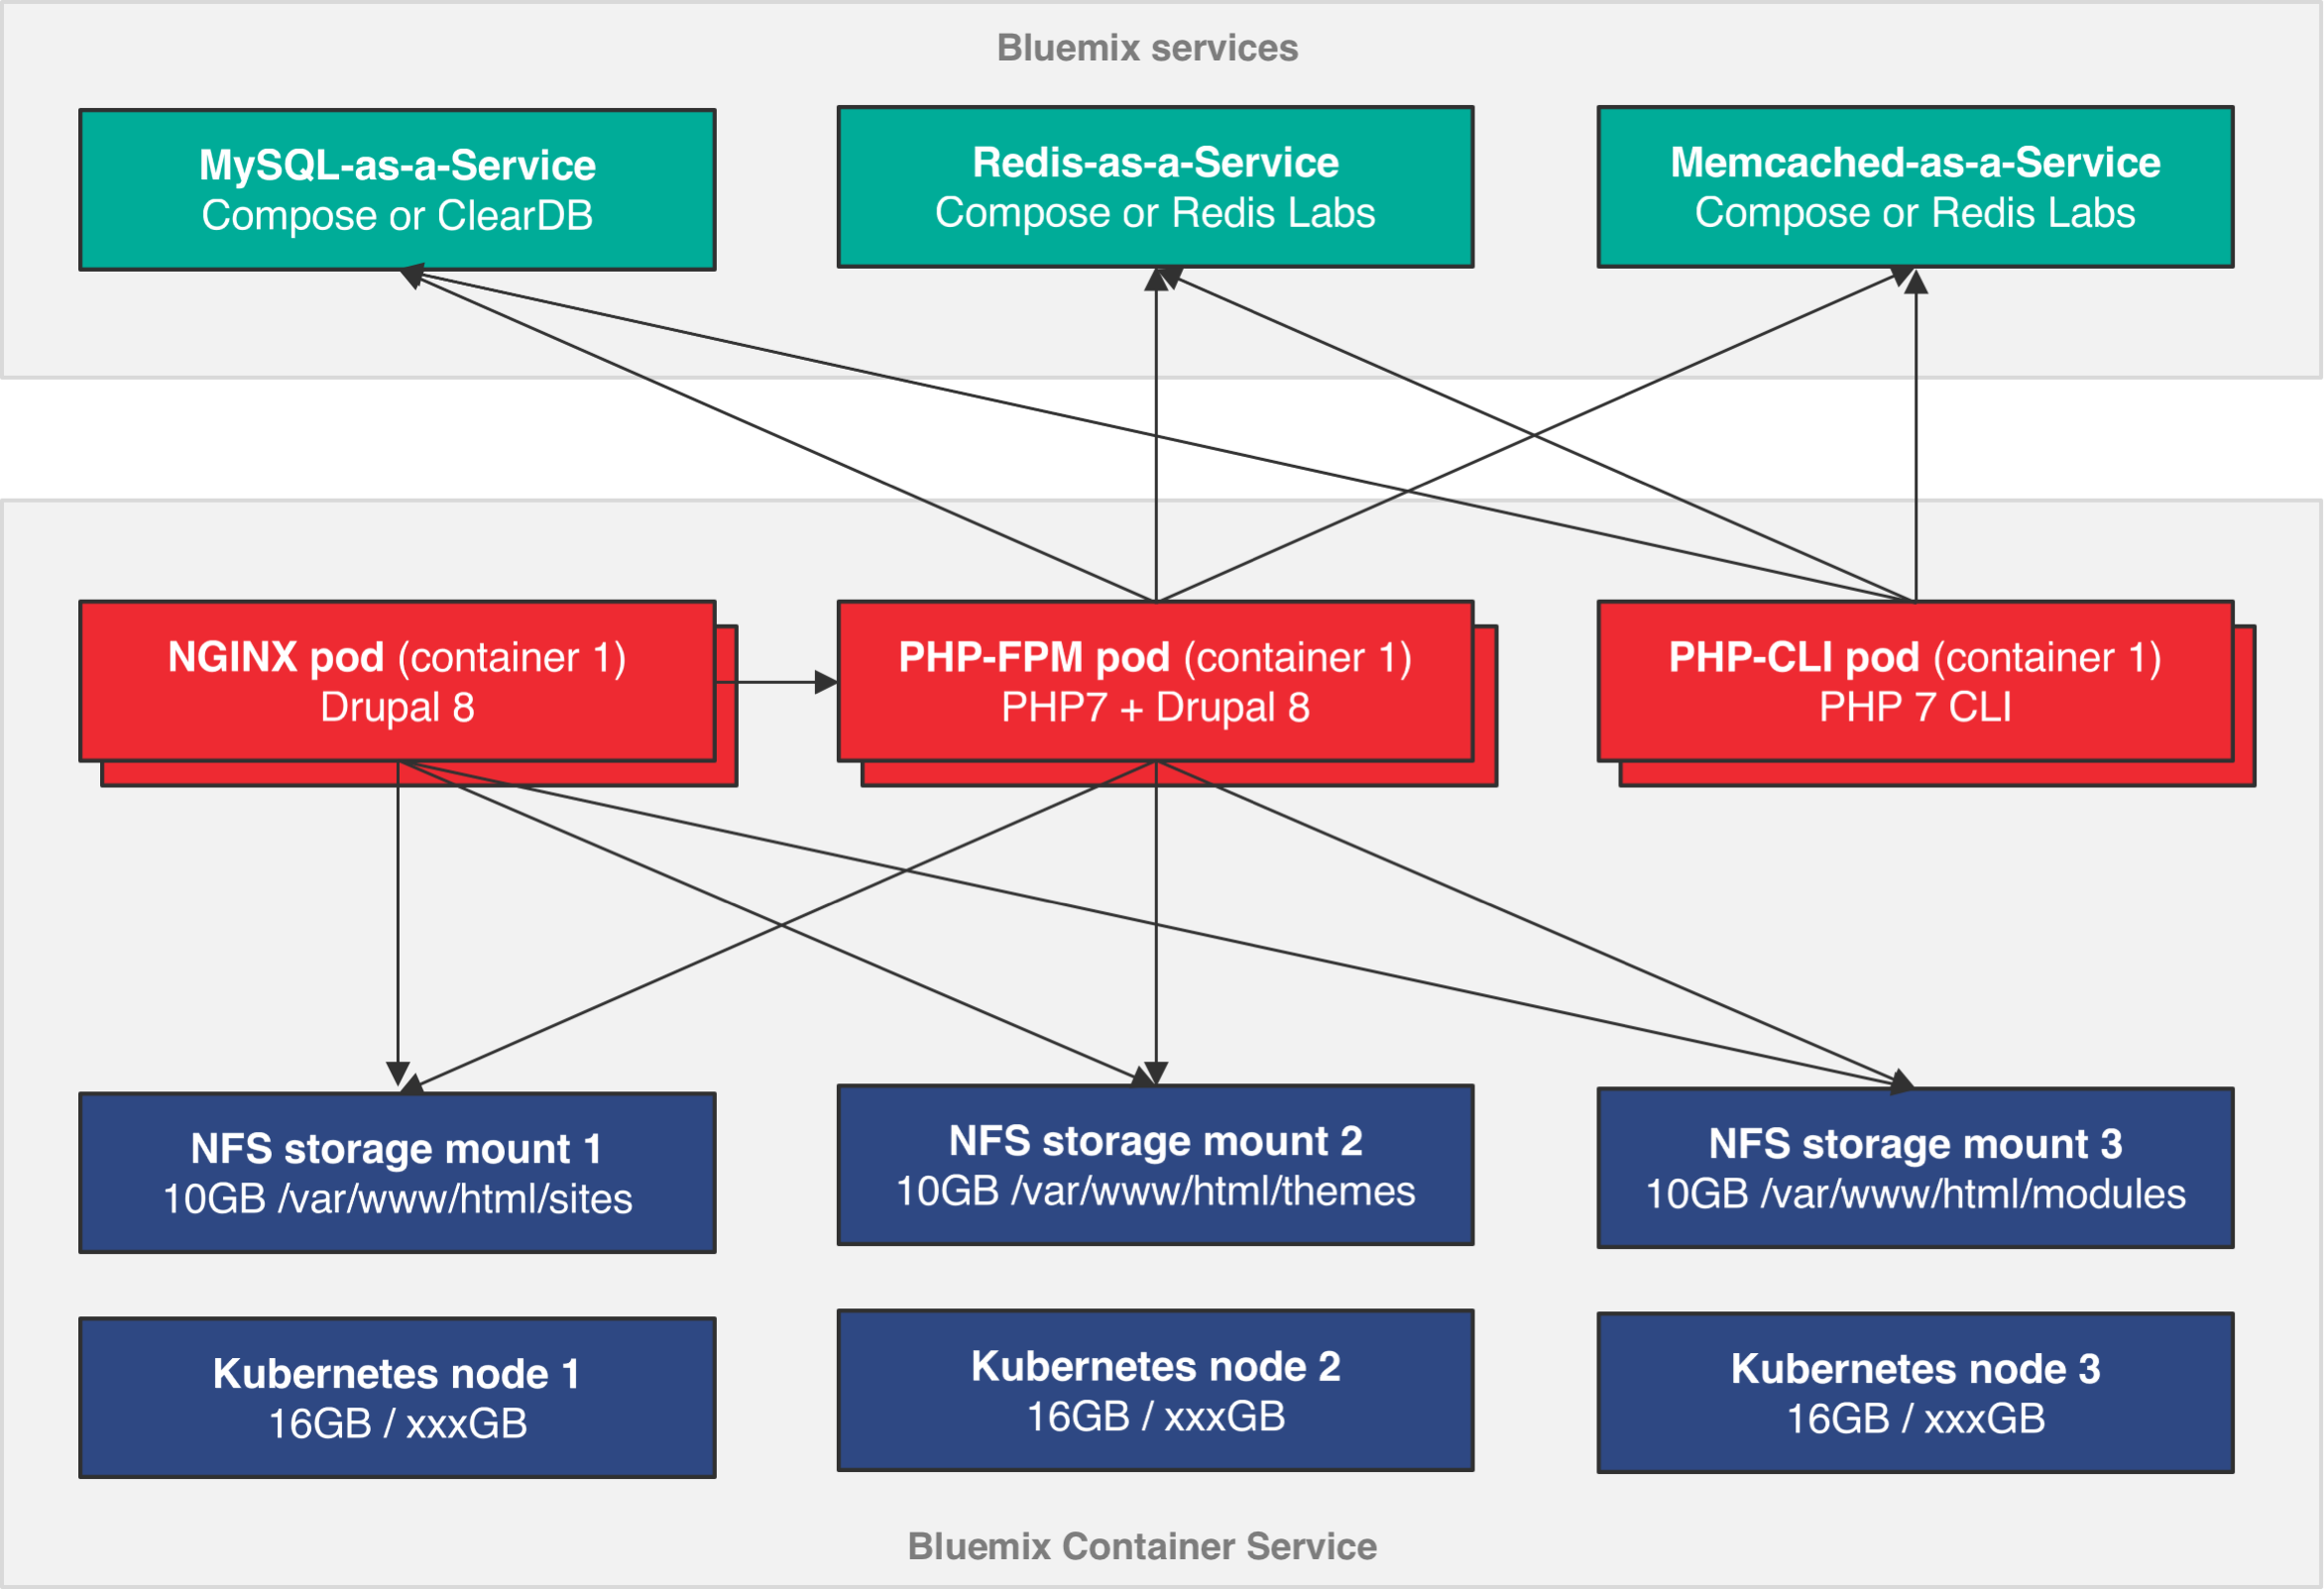 Bluemix services
MySQL-as-a-Service
Compose or ClearDB
Redis-as-a-Service
Compose or Redis Labs
Memcached-as-a-Service
Compose or Redis Labs
NGINX pod (container 1)
Drupal 8
PHP-FPM pod (container 1)
PHP7 + Drupal 8
PHP-CLI pod (container 1)
PHP 7 CLI
NFS storage mount 1
10GB /var/www/html/sites
NFS storage mount 2
10GB /var/www/html/themes
NFS storage mount 3
10GB /var/www/html/modules
Kubernetes node 1
16GB / xxxGB
Kubernetes node 2
16GB / xxxGB
Kubernetes node 3
16GB / xxxGB
Bluemix Container Service